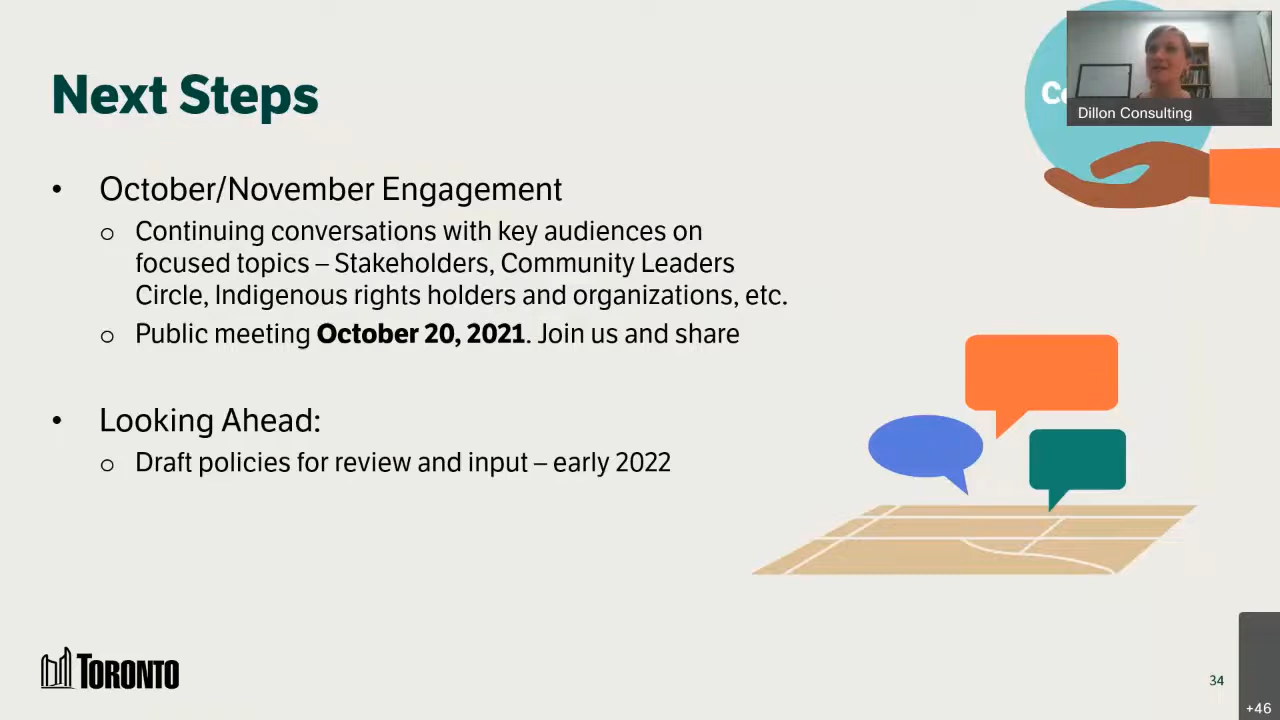 Next Steps
Dillon Consulting
• October/November Engagement
o Continuing conversations with key audiences on
focused topics – Stakeholders, Community Leaders
Circle, Indigenous rights holders and organizations, etc.
o Public meeting October 20, 2021. Join us and share
• Looking Ahead:
o Draft policies for review and input – early 2022
TORONTO
34
+46